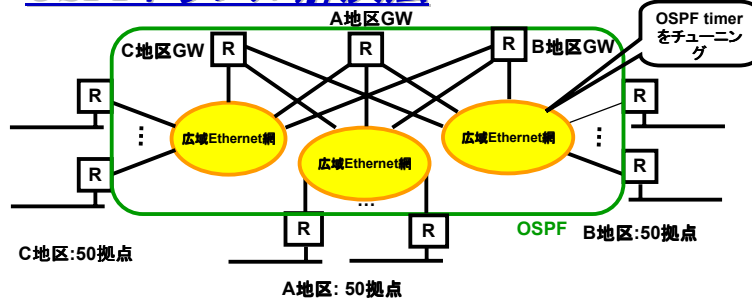 A地区GW
C地区GW
R
R
R
B地区GW
OSPF timer
をチューニン
グ
R
R
広域Ethernet網
広域Ethernet網
広域Ethernet網
R
R
...
...
...
R
R
OSPF
C地区:50拠点
B地区:50拠点
A地区: 50拠点